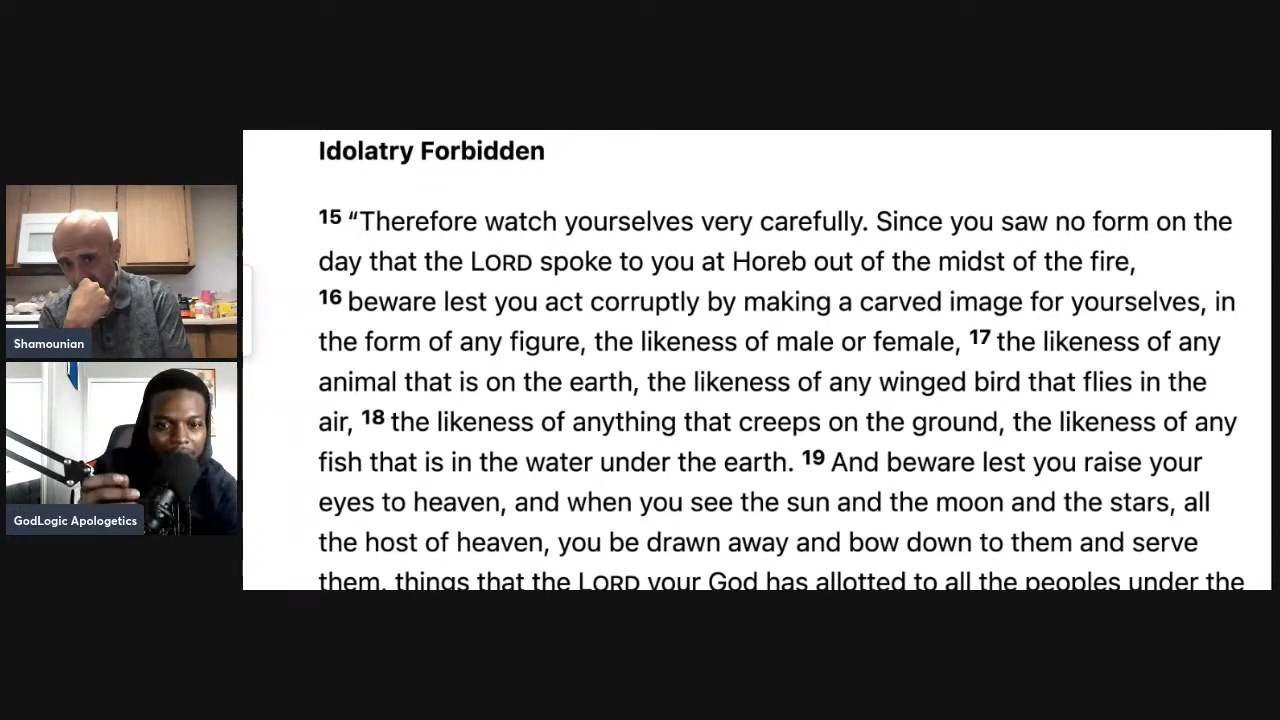 Idolatry Forbidden
15 “Therefore watch yourselves very carefully. Since you saw no form on the
day that the LORD spoke to you at Horeb out of the midst of the fire,
16 beware lest you act corruptly by making a carved image for yourselves, in
the form of any figure, the likeness of male or female, 17 the likeness of any
animal that is on the earth, the likeness of any winged bird that flies in the
air, 18 the likeness of anything that creeps on the ground, the likeness of any
fish that is in the water under the earth. 19 And beware lest you raise your
eyes to heaven, and when you see the sun and the moon and the stars, all
the host of heaven, you be drawn away and bow down to them and serve
them, things that the LORD your God has allotted to all the peoples under the
Shamounian
GodLogic Apologetics